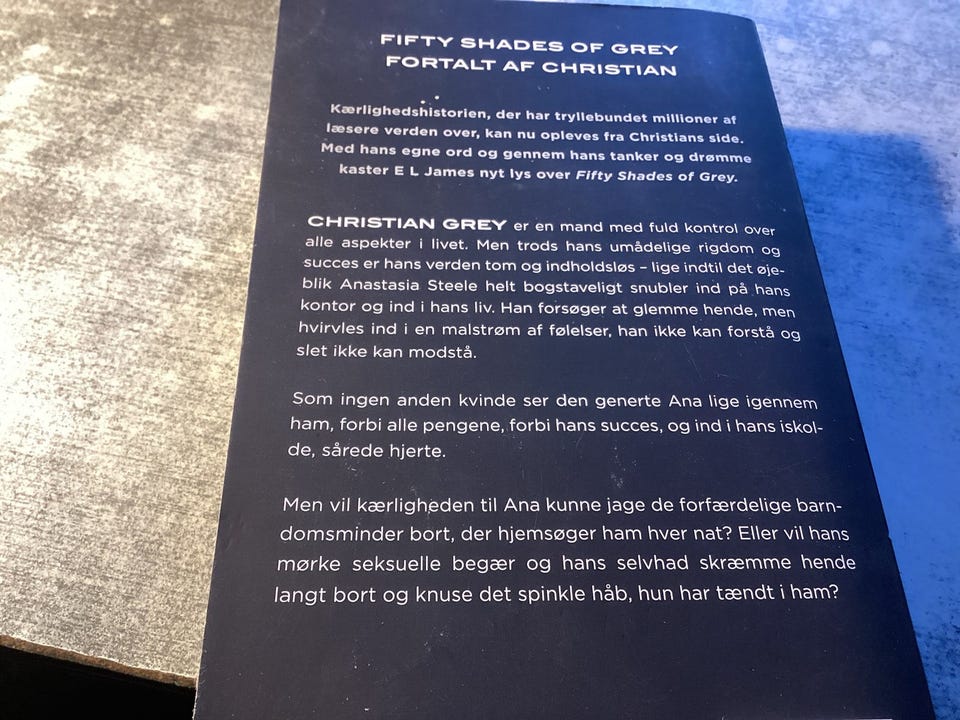 FIFTY SHADES OF GREY
FORTALT AF CHRISTIAN
Kærlighedshistorien, der har tryllebundet millioner af
læsere verden over, kan nu opleves fra Christians side.
Med hans egne ord og gennem hans tanker og drømme
kaster E L James nyt lys over Fifty Shades of Grey.
CHRISTIAN GREY er en mand med fuld kontrol over
alle aspekter i livet. Men trods hans umådelige rigdom og
succes er hans verden tom og indholdsløs – lige indtil det øje-
blik Anastasia Steele helt bogstaveligt snubler ind på hans
kontor og ind i hans liv. Han forsøger at glemme hende, men
hvirvles ind i en malstrøm af følelser, han ikke kan forstå og
slet ikke kan modstå.
Som ingen anden kvinde ser den generte Ana lige igennem
ham, forbi alle pengene, forbi hans succes, og ind i hans iskol-
de, sårede hjerte.
Men vil kærligheden til Ana kunne jage de forfærdelige barn-
domsminder bort, der hjemsøger ham hver nat? Eller vil hans
mørke seksuelle begær og hans selvhad skræmme hende
langt bort og knuse det spinkle håb, hun har tændt i ham?